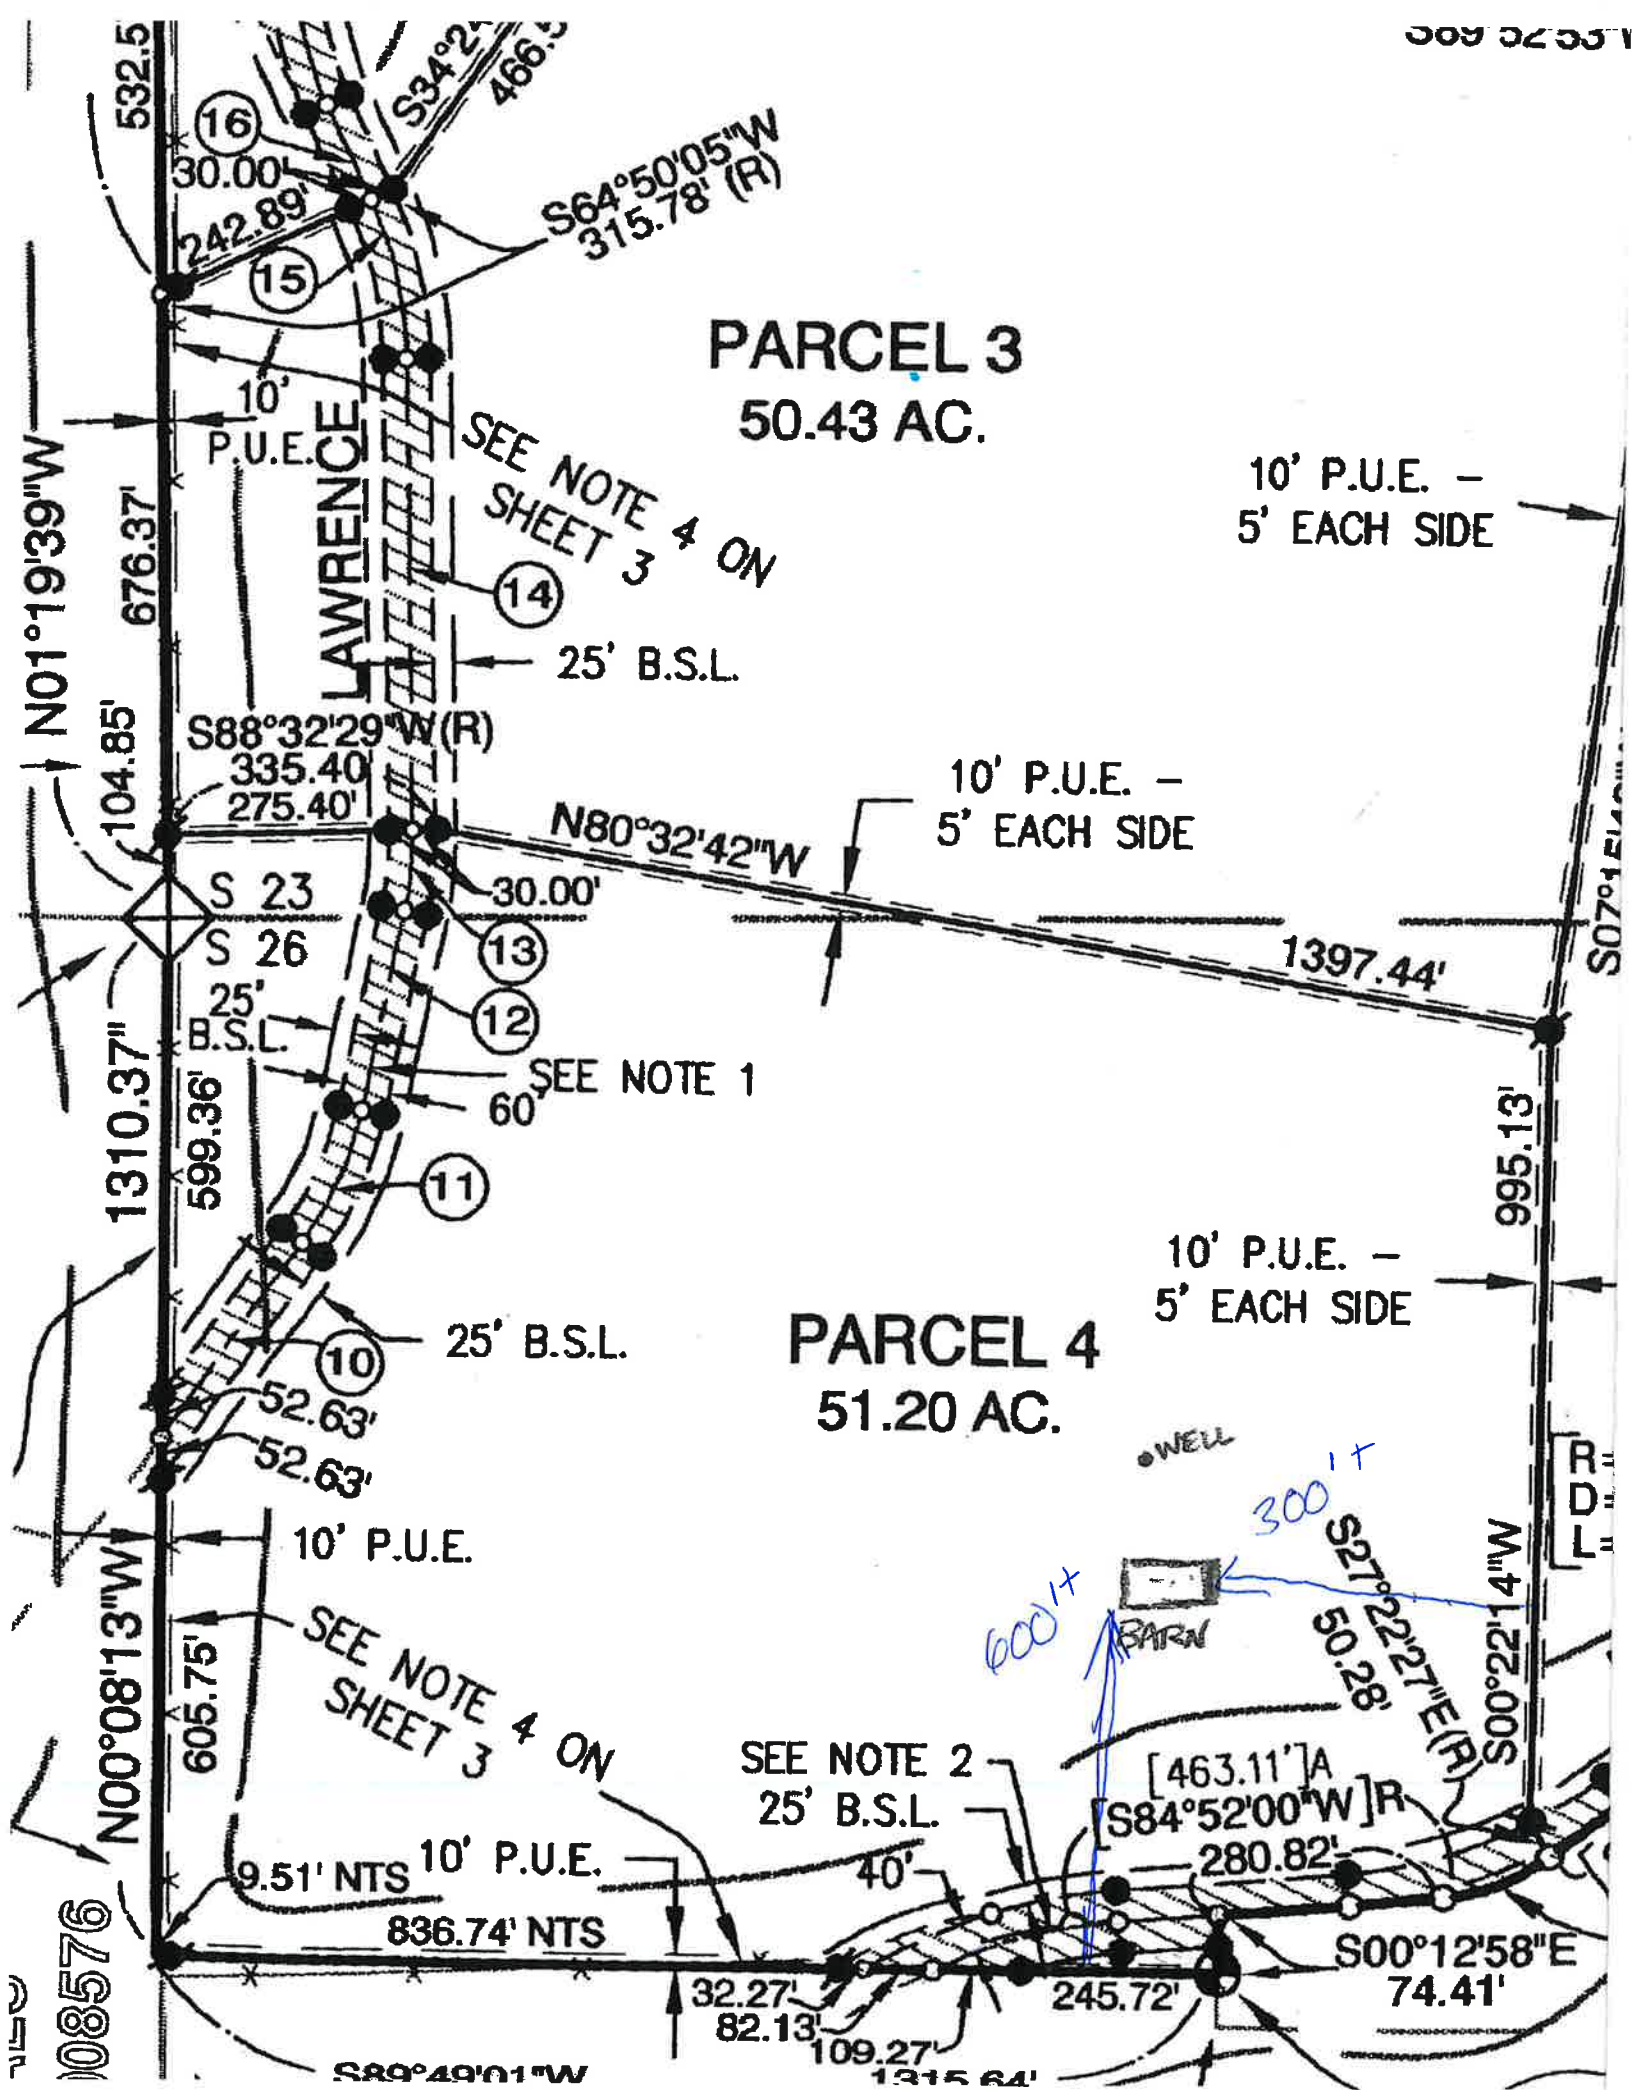 532.5
S34°2
466.5
16
30.00'
242.89'
15
S64°50'05"W
315.78' (R)
PARCEL 3
50.43 AC.
10'
P.U.E.
LAWRENCE
SEE NOTE 4 ON
SHEET 3
10' P.U.E. –
5' EACH SIDE
N01°19'39"W
676.37'
14
25' B.S.L.
104.85'
S88°32'29"W(R)
335.40'
275.40'
N80°32'42"W
10' P.U.E. –
5' EACH SIDE
30.00'
S 23
S 26
13
1397.44'
25'
B.S.L.
12
SEE NOTE 1
60'
1310.37"
599.36'
11
995.13'
10' P.U.E. –
5' EACH SIDE
25' B.S.L.
10
PARCEL 4
51.20 AC.
52.63'
52.63'
WELL
300'+
R=
D=
L=
10' P.U.E.
600'+
BARN
S27°22'27"E(R)
50.28'
S00°22'14"W
N00°08'13"W
605.75'
SEE NOTE 4 ON
SHEET 3
SEE NOTE 2
25' B.S.L.
[463.11']A
[S84°52'00"W]R
280.82'
9.51' NTS
10' P.U.E.
40'
836.74' NTS
S00°12'58"E
74.41'
32.27'
82.13'
109.27'
245.72'
1315.64'
S89°49'01"W
008576